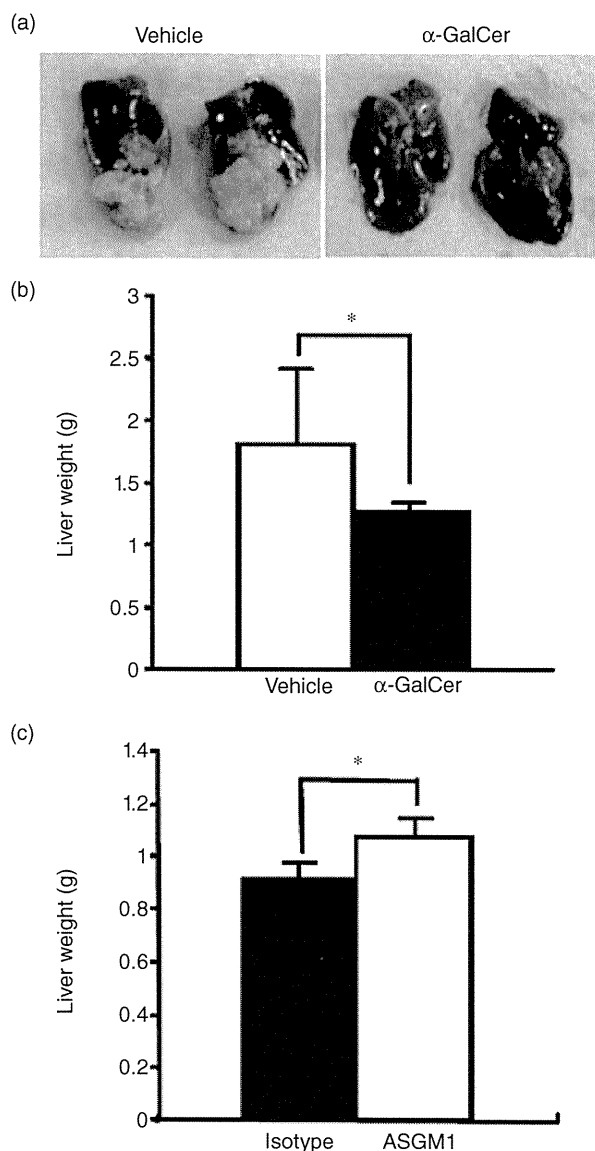 (a)
Vehicle
α-GalCer
(b)
3
2.5
2
1.5
1
0.5
0
Liver weight (g)
*
Vehicle
α-GalCer
(c)
1.4
1.2
1
0.8
0.6
0.4
0.2
0
Liver weight (g)
*
Isotype
ASGM1